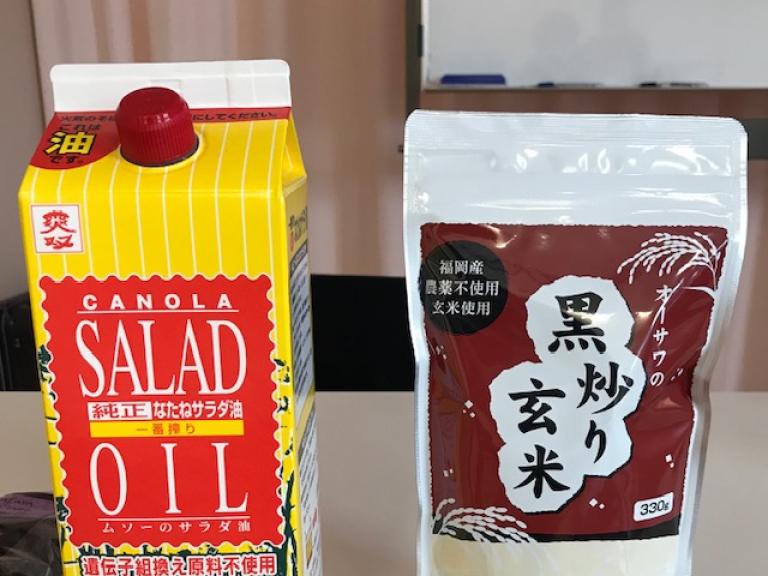 これは
油
です。
CANOLA
SALAD
純正 なたねサラダ油
一番搾り
OIL
ムソーのサラダ油
遺伝子組換え原料不使用
福岡産
農薬不使用
玄米使用
オーサワの
黒炒り
玄米
330g